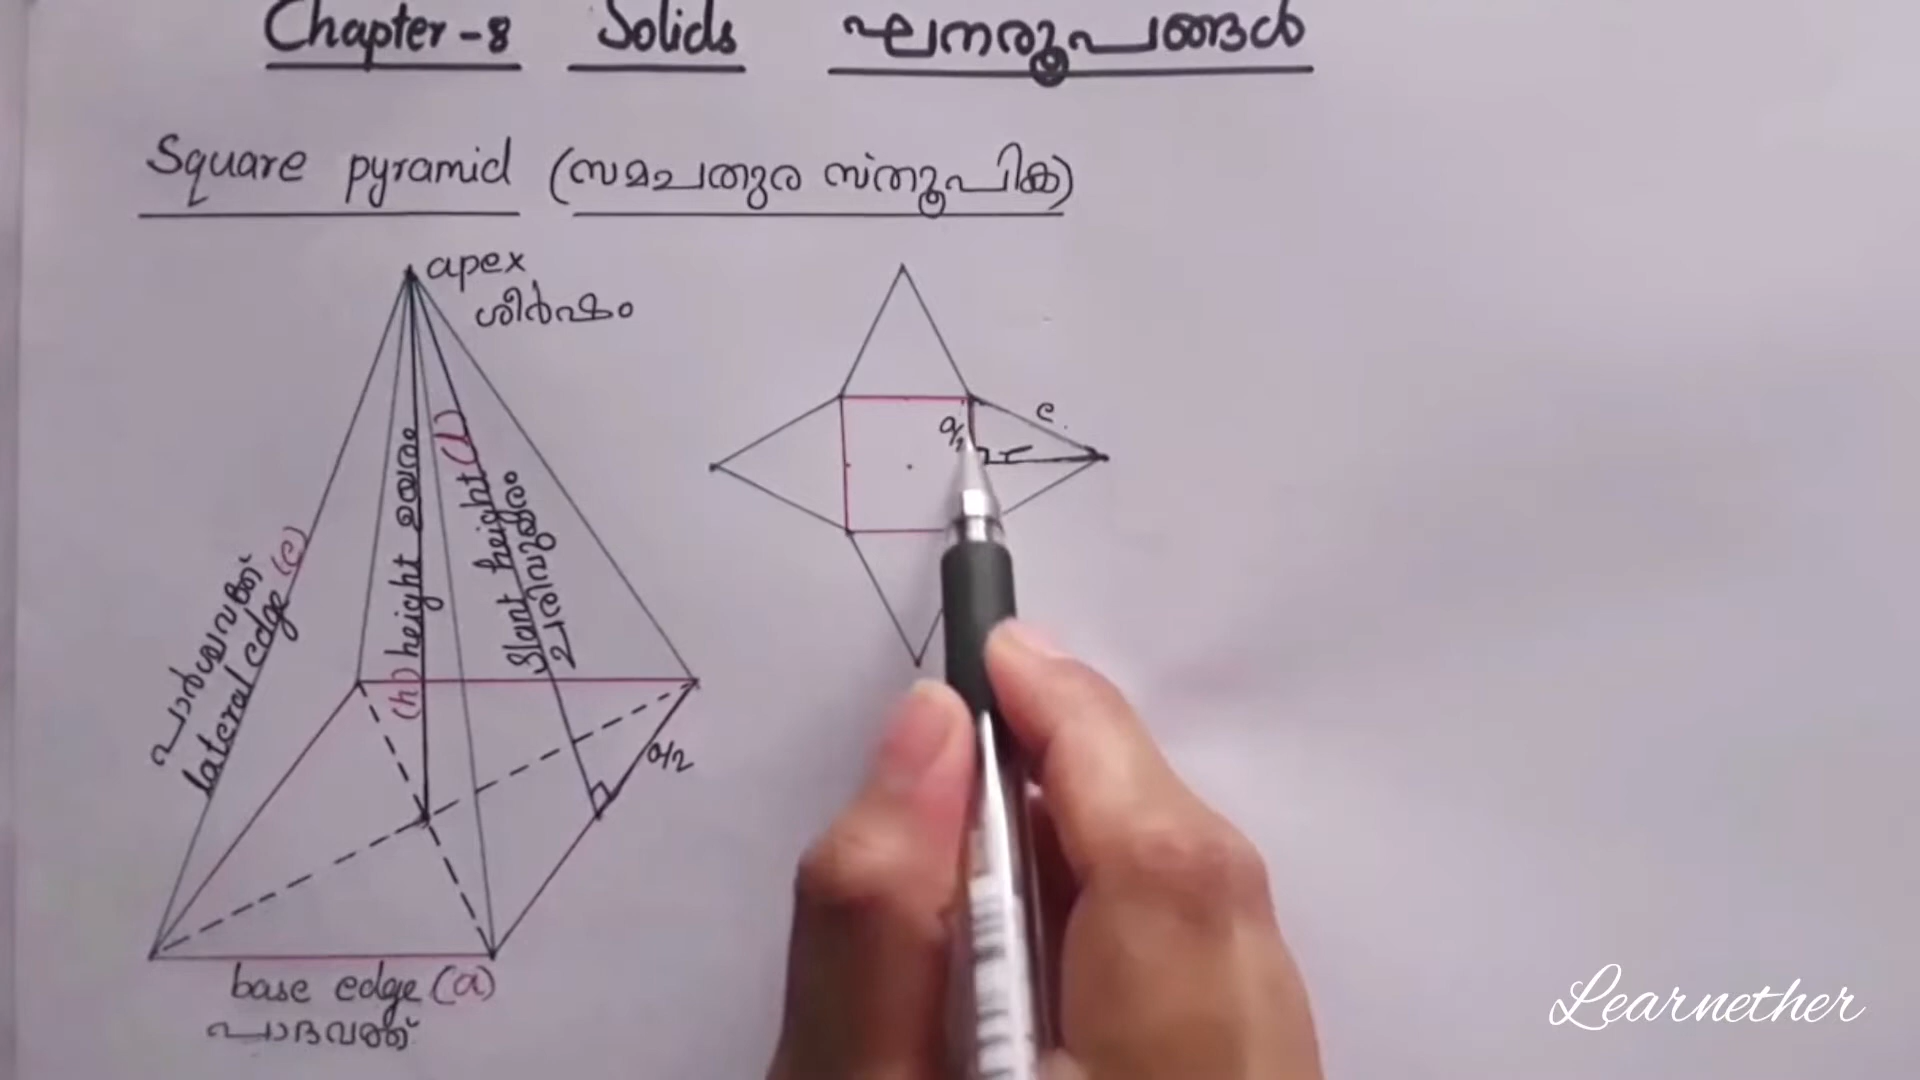 Chapter-8 Solids ഘനരൂപങ്ങൾ
Square pyramid (സമചതുര സ്തൂപിക)
apex
ശീർഷം
പാർശ്വവക്ക്
lateral edge (e)
(h) height ഉയരം
slant height (l)
ചരിവുയരം
a/2
base edge (a)
പാദവക്ക്
a/2
e
Learnether